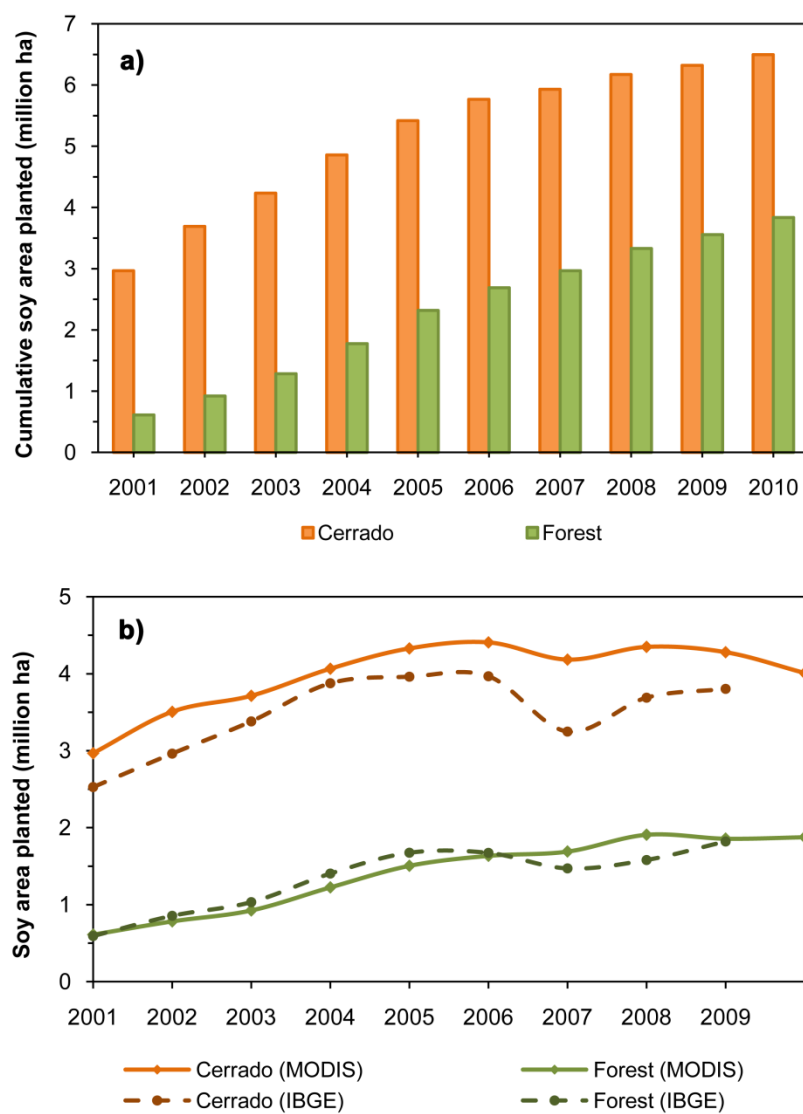 a)
Cumulative soy area planted (million ha)
7
6
5
4
3
2
1
0
2001 2002 2003 2004 2005 2006 2007 2008 2009 2010
Cerrado Forest
b)
Soy area planted (million ha)
5
4
3
2
1
0
2001 2002 2003 2004 2005 2006 2007 2008 2009
Cerrado (MODIS) Forest (MODIS)
Cerrado (IBGE) Forest (IBGE)